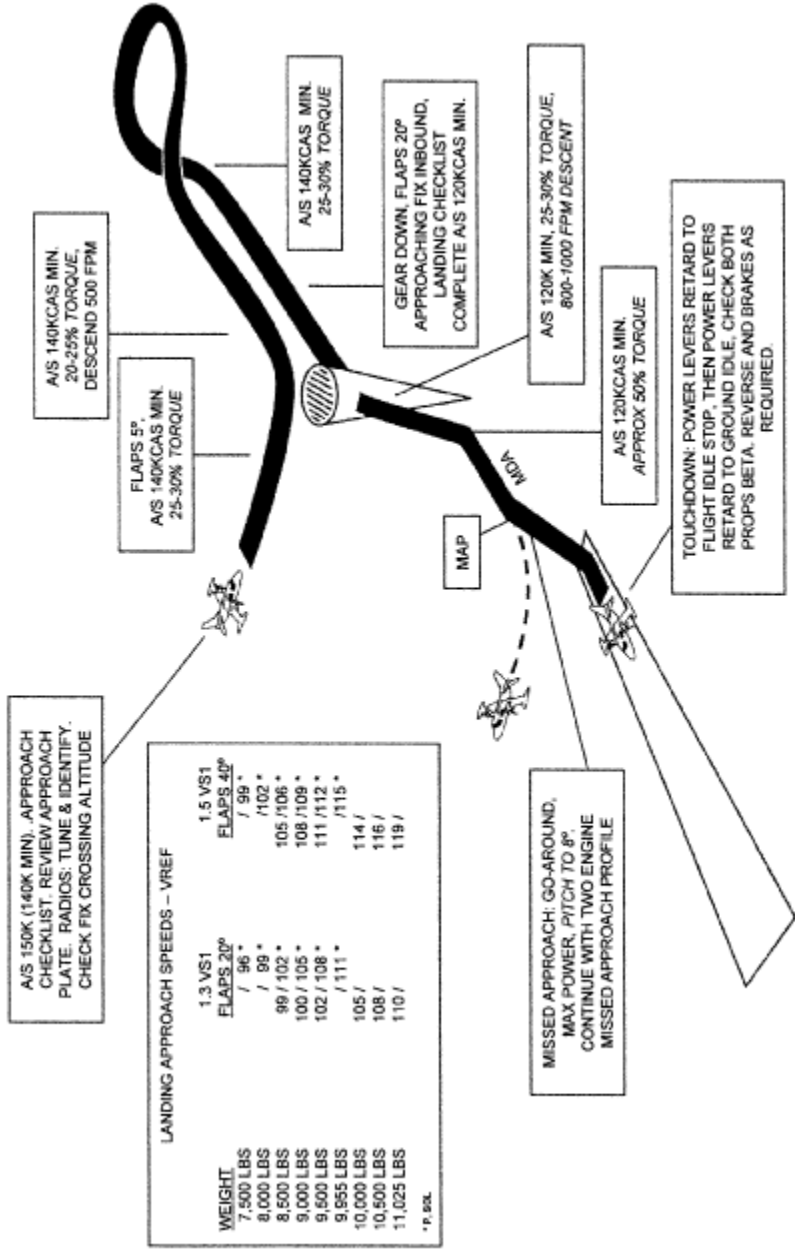 A/S 150K (140K MIN). .APPROACH
CHECKLIST. REVIEW APPROACH
PLATE. RADIOS: TUNE & IDENTIFY.
CHECK FIX CROSSING ALTITUDE
FLAPS 5º,
A/S 140KCAS MIN.
25-30% TORQUE
A/S 140KCAS MIN.
20-25% TORQUE,
DESCEND 500 FPM
A/S 140KCAS MIN.
25-30% TORQUE
GEAR DOWN, FLAPS 20º
APPROACHING FIX INBOUND,
LANDING CHECKLIST
COMPLETE A/S 120KCAS MIN.
A/S 120K MIN, 25-30% TORQUE,
800-1000 FPM DESCENT
A/S 120KCAS MIN.
APPROX 50% TORQUE
MDA
MAP
TOUCHDOWN: POWER LEVERS RETARD TO
FLIGHT IDLE STOP, THEN POWER LEVERS
RETARD TO GROUND IDLE, CHECK BOTH
PROPS BETA, REVERSE AND BRAKES AS
REQUIRED.
MISSED APPROACH: GO-AROUND,
MAX POWER, PITCH TO 8º.
CONTINUE WITH TWO ENGINE
MISSED APPROACH PROFILE
LANDING APPROACH SPEEDS – VREF
1.3 VS1 1.5 VS1
WEIGHT FLAPS 20º FLAPS 40º
7,500 LBS / 96 * / 99 *
8,000 LBS / 99 * /102 *
8,500 LBS 99 / 102 * 105 /106 *
9,000 LBS 100 / 105 * 108 /109 *
9,500 LBS 102 / 108 * 111 /112 *
9,955 LBS / 111 * /115 *
10,000 LBS 105 / 114 /
10,500 LBS 108 / 116 /
11,025 LBS 110 / 119 /